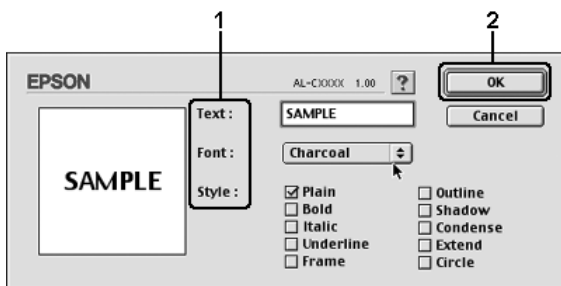 1 2
EPSON AL-CXXXX 1.00 ? OK
Text : SAMPLE Cancel
Font : Charcoal
SAMPLE Style : Plain Outline
Bold Shadow
Italic Condense
Underline Extend
Frame Circle